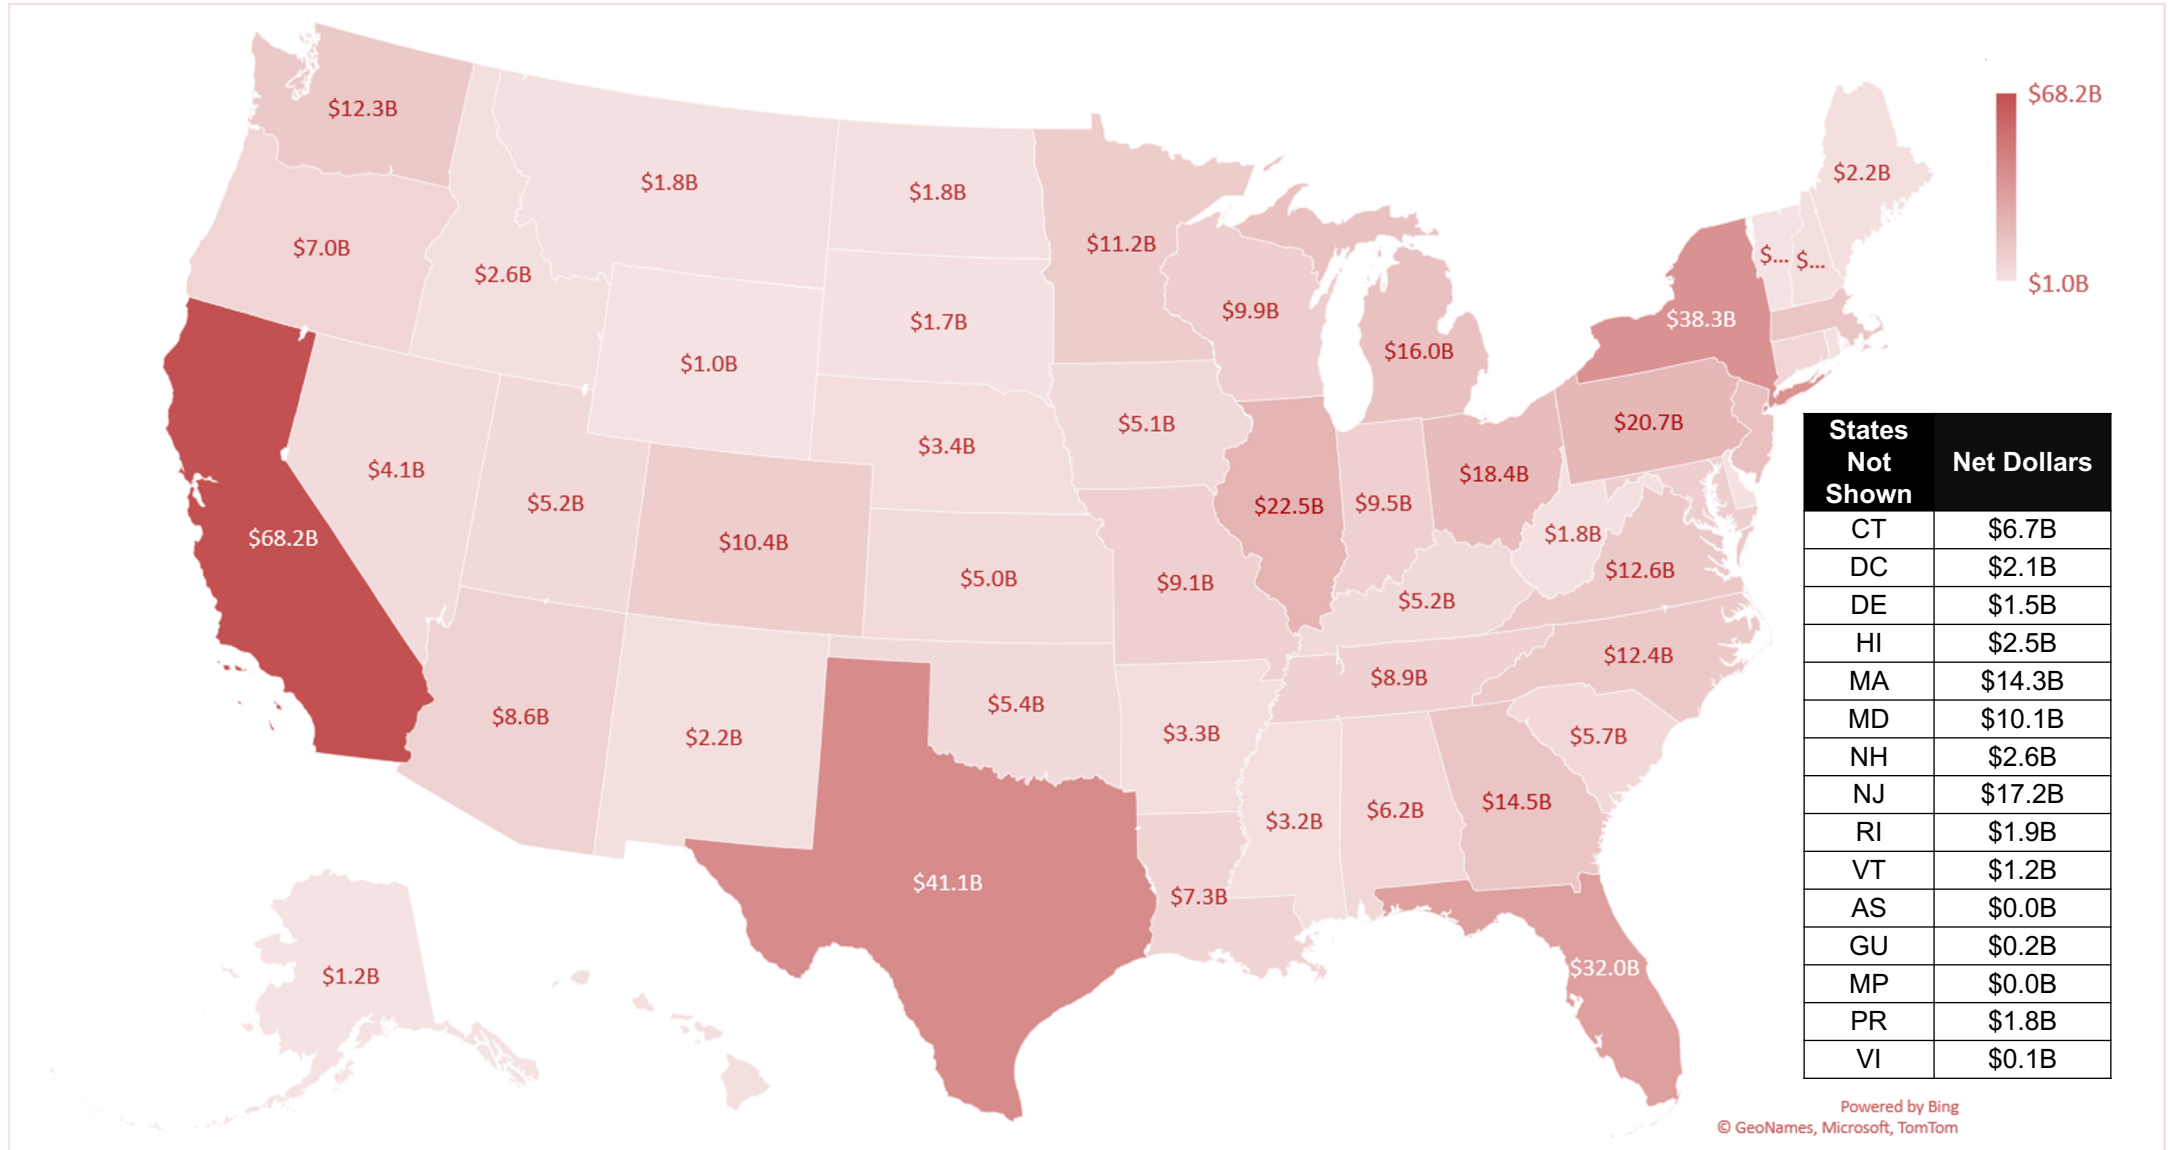 $12.3B
$1.8B
$1.8B
$11.2B
$2.2B
$68.2B
$1.0B
$7.0B
$2.6B
$1.7B
$9.9B
$16.0B
$38.3B
$...
$...
$1.0B
$3.4B
$5.1B
$20.7B
$4.1B
$5.2B
$10.4B
$5.0B
$9.1B
$22.5B
$9.5B
$18.4B
$1.8B
$12.6B
$68.2B
$5.2B
$12.4B
$8.9B
$8.6B
$2.2B
$5.4B
$3.3B
$5.7B
$3.2B
$6.2B
$14.5B
$41.1B
$7.3B
$32.0B
$1.2B
States Not Shown Net Dollars
CT $6.7B
DC $2.1B
DE $1.5B
HI $2.5B
MA $14.3B
MD $10.1B
NH $2.6B
NJ $17.2B
RI $1.9B
VT $1.2B
AS $0.0B
GU $0.2B
MP $0.0B
PR $1.8B
VI $0.1B
Powered by Bing
© GeoNames, Microsoft, TomTom